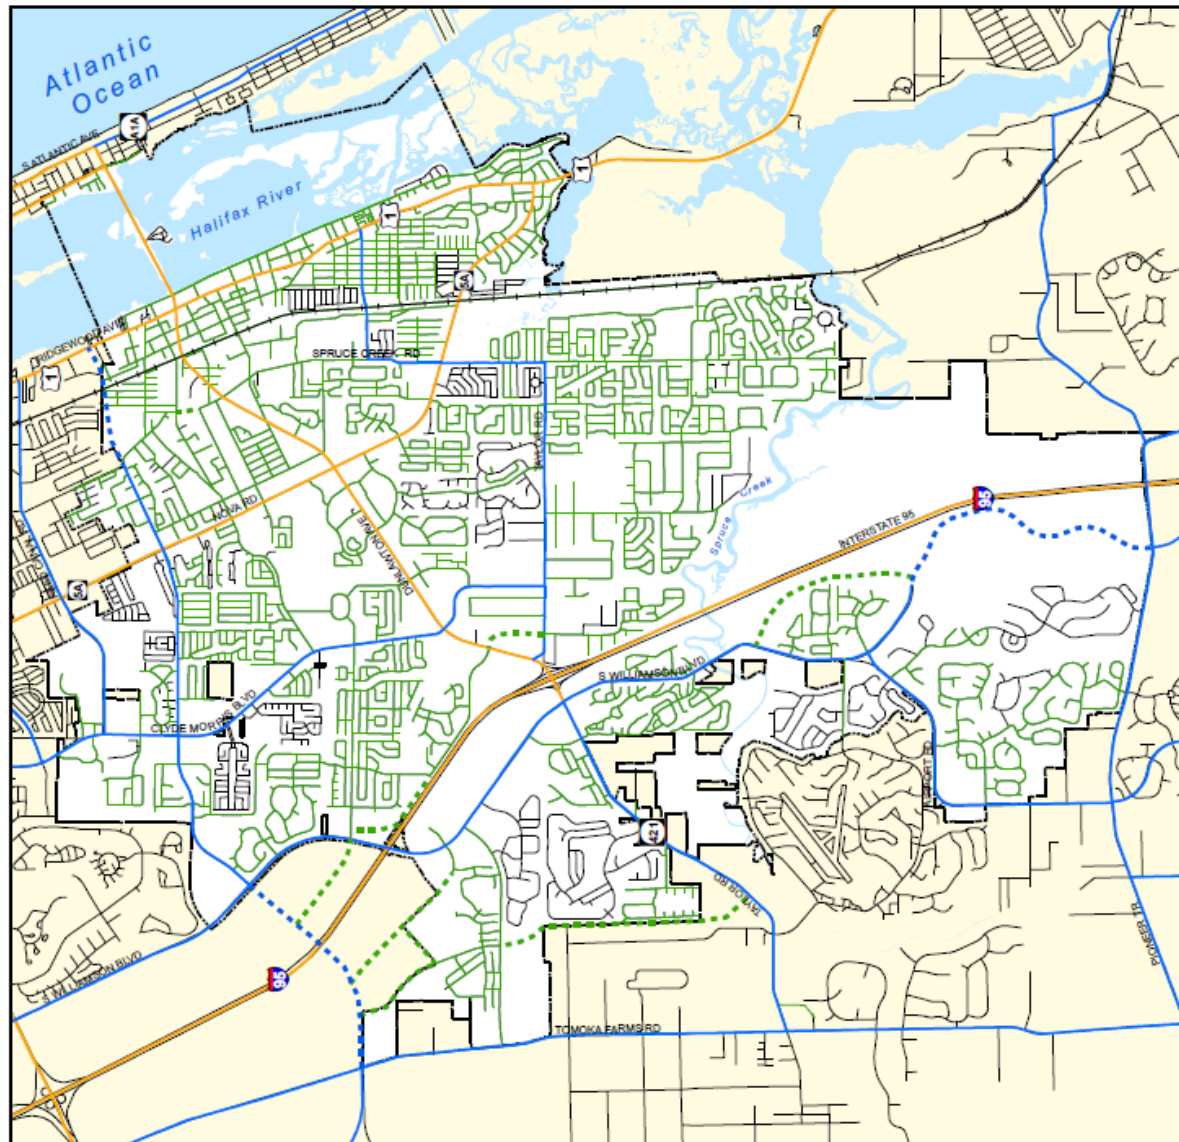 Atlantic
Ocean
A1A
S ATLANTIC AVE
Halifax River
1
1
5A
RIDGEWOOD AVE
1
SPRUCE CREEK RD
TAYLOR RD
NOVA RD
DUNLAWTON AVE
Spruce Creek
95
INTERSTATE 95
5A
S WILLIAMSON BLVD
CLYDE MORRIS BLVD
421
TAYLOR RD
S WILLIAMSON BLVD
95
PIONEER TR
TOMOKA FARMS RD